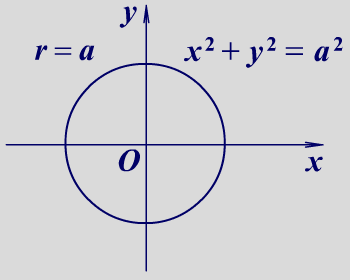 y
r = a
x² + y² = a²
O
x